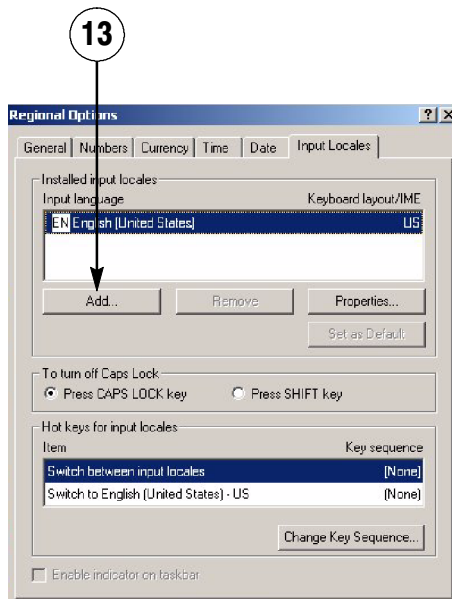 13
Regional Options ? X
General Numbers Currency Time Date Input Locales
Installed input locales
Input language Keyboard layout/IME
EN English (United States) US
Add... Remove Properties...
Set as Default
To turn off Caps Lock
Press CAPS LOCK key Press SHIFT key
Hot keys for input locales
Item Key sequence
Switch between input locales (None)
Switch to English (United States) - US (None)
Change Key Sequence...
Enable indicator on taskbar